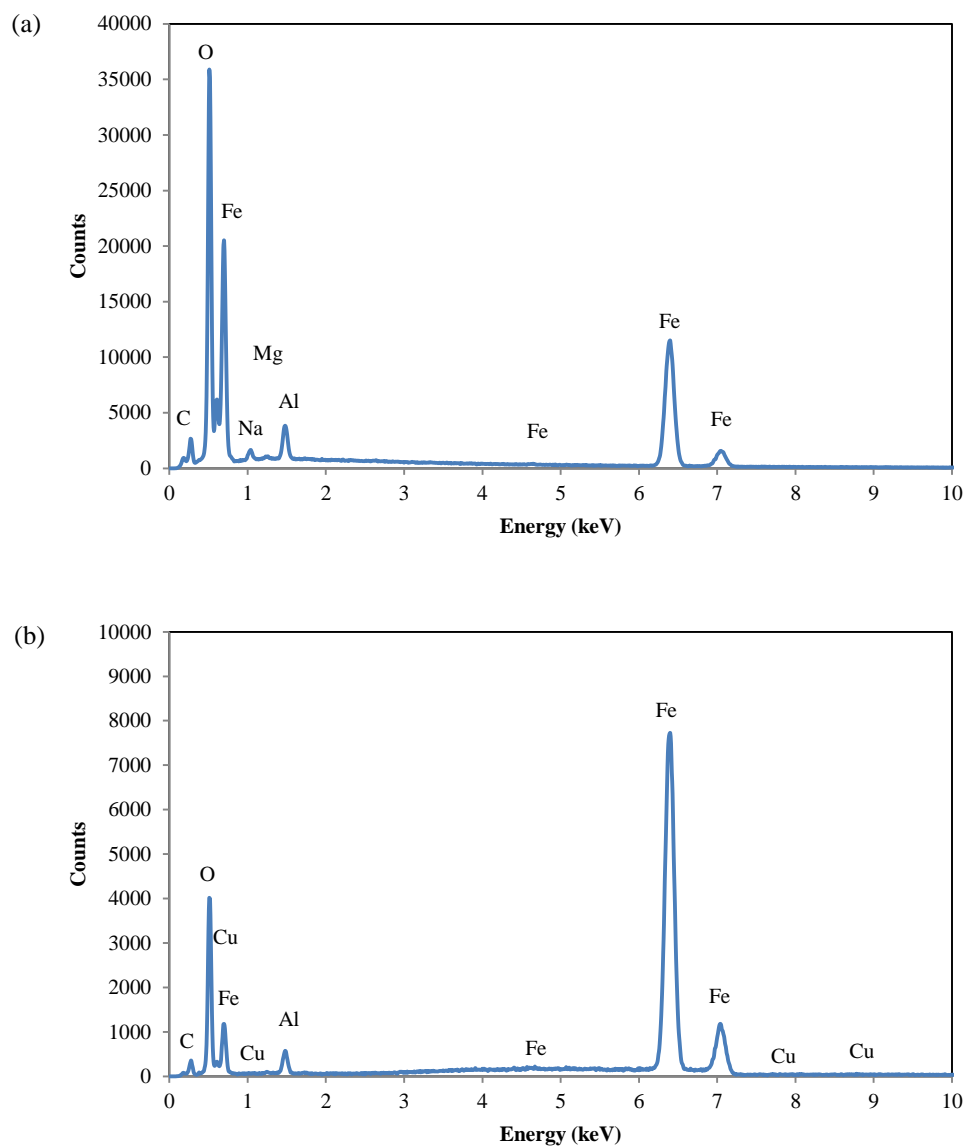 (a)
40000
35000
30000
25000
20000
15000
10000
5000
0
Counts
O
Fe
Mg
C
Na
Al
Fe
Fe
Fe
0 1 2 3 4 5 6 7 8 9 10
Energy (keV)
(b)
10000
9000
8000
7000
6000
5000
4000
3000
2000
1000
0
Counts
Fe
O
Cu
Fe
Fe
Al
C
Cu
Fe
Cu
Cu
0 1 2 3 4 5 6 7 8 9 10
Energy (keV)